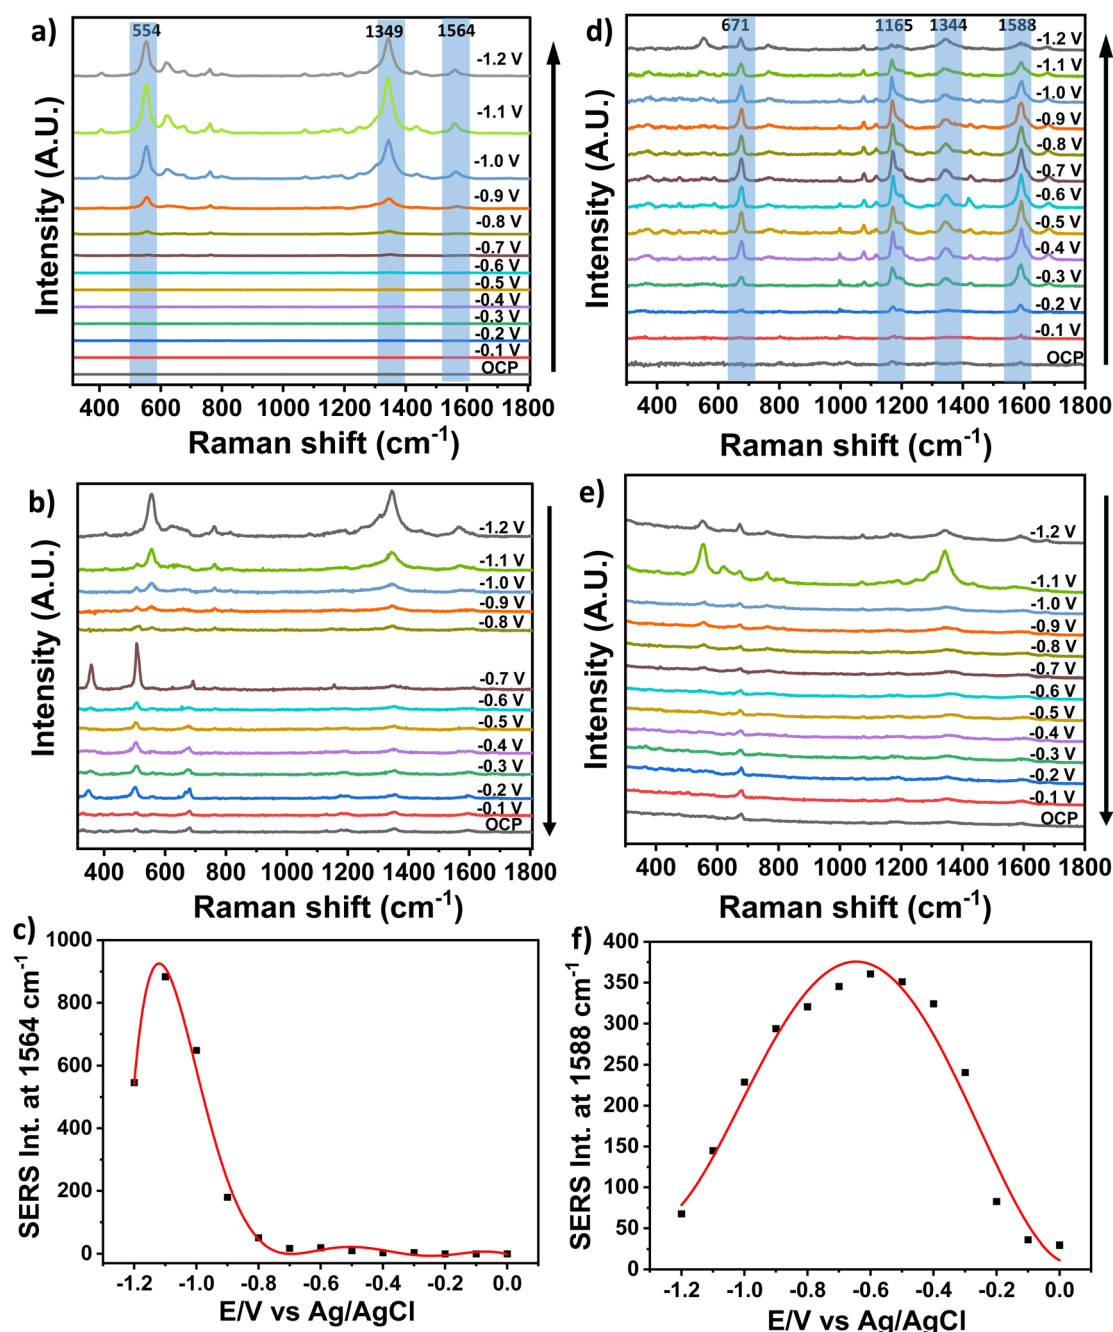 a)
554
1349
1564
-1.2 V
-1.1 V
-1.0 V
-0.9 V
-0.8 V
-0.7 V
-0.6 V
-0.5 V
-0.4 V
-0.3 V
-0.2 V
-0.1 V
OCP
Intensity (A.U.)
400 600 800 1000 1200 1400 1600 1800
Raman shift (cm⁻¹)
d)
671
1165
1344
1588
-1.2 V
-1.1 V
-1.0 V
-0.9 V
-0.8 V
-0.7 V
-0.6 V
-0.5 V
-0.4 V
-0.3 V
-0.2 V
-0.1 V
OCP
Intensity (A.U.)
400 600 800 1000 1200 1400 1600 1800
Raman shift (cm⁻¹)
b)
-1.2 V
-1.1 V
-1.0 V
-0.9 V
-0.8 V
-0.7 V
-0.6 V
-0.5 V
-0.4 V
-0.3 V
-0.2 V
-0.1 V
OCP
Intensity (A.U.)
400 600 800 1000 1200 1400 1600 1800
Raman shift (cm⁻¹)
e)
-1.2 V
-1.1 V
-1.0 V
-0.9 V
-0.8 V
-0.7 V
-0.6 V
-0.5 V
-0.4 V
-0.3 V
-0.2 V
-0.1 V
OCP
Intensity (A.U.)
400 600 800 1000 1200 1400 1600 1800
Raman shift (cm⁻¹)
c)
1000
800
600
400
200
0
SERS Int. at 1564 cm⁻¹
-1.2 -1.0 -0.8 -0.6 -0.4 -0.2 0.0
E/V vs Ag/AgCl
f)
400
350
300
250
200
150
100
50
0
SERS Int. at 1588 cm⁻¹
-1.2 -1.0 -0.8 -0.6 -0.4 -0.2 0.0
E/V vs Ag/AgCl